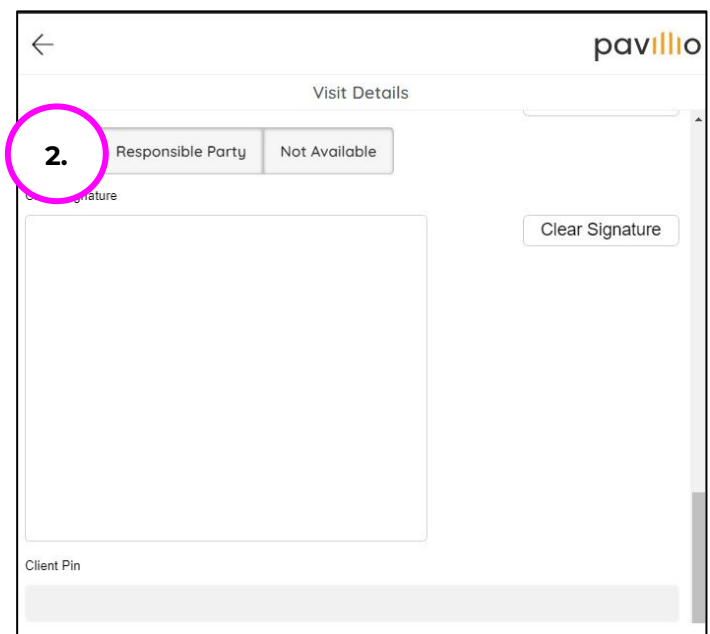 pavillio
Visit Details
2. Responsible Party Not Available
Clear Signature
Client Pin